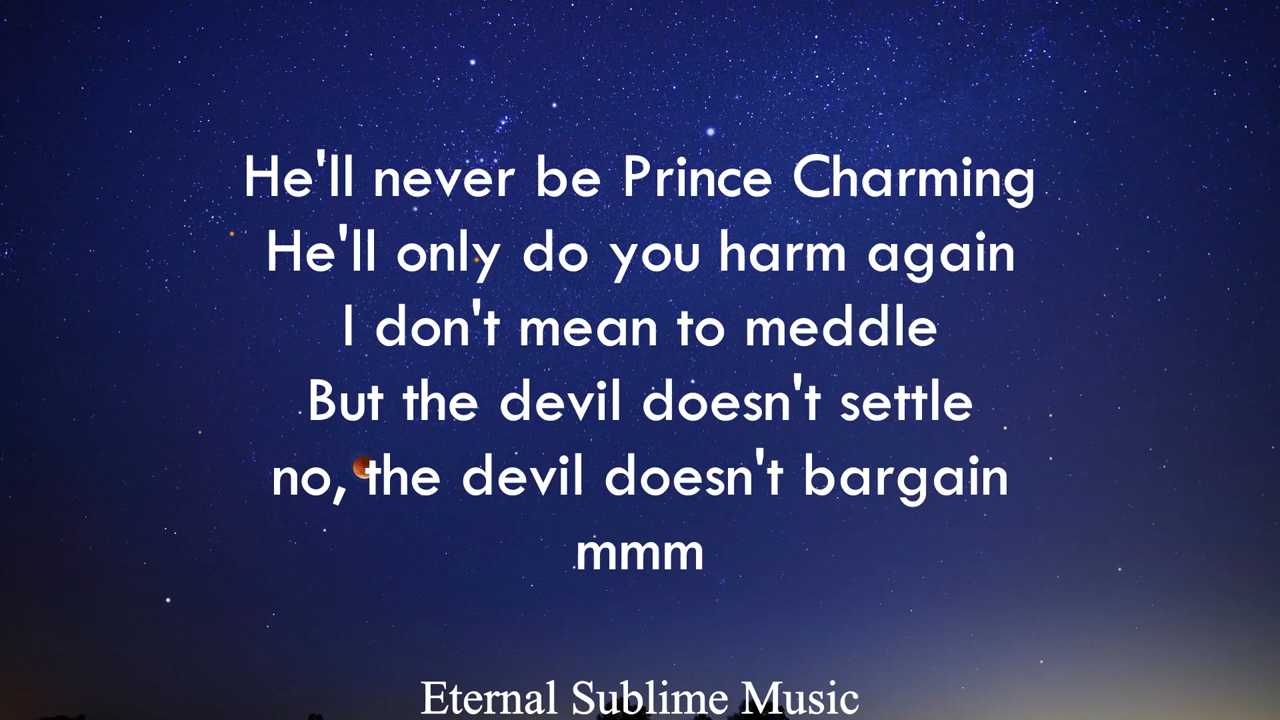 He'll never be Prince Charming
He'll only do you harm again
I don't mean to meddle
But the devil doesn't settle
no, the devil doesn't bargain
mmm
Eternal Sublime Music